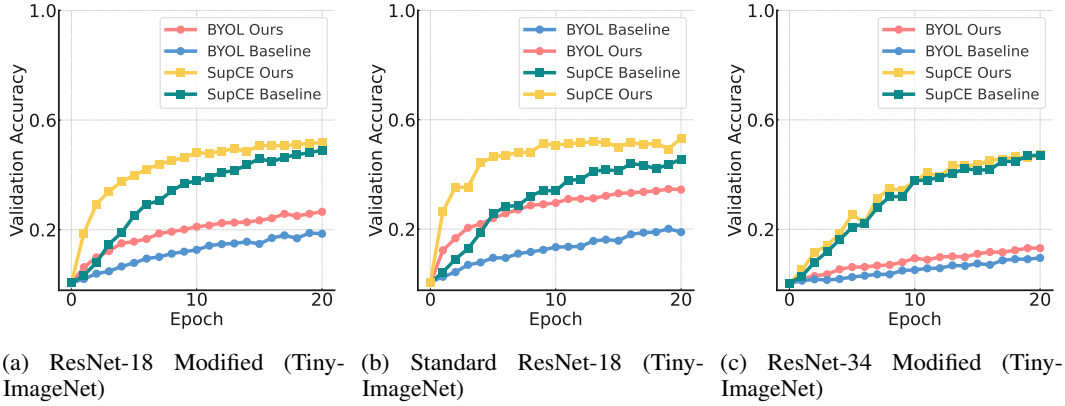 1.0
0.6
0.2
Validation Accuracy
BYOL Ours
BYOL Baseline
SupCE Ours
SupCE Baseline
0
10
20
Epoch
(a) ResNet-18 Modified (Tiny-
ImageNet)
1.0
0.6
0.2
Validation Accuracy
BYOL Baseline
BYOL Ours
SupCE Baseline
SupCE Ours
0
10
20
Epoch
(b) Standard ResNet-18 (Tiny-
ImageNet)
1.0
0.6
0.2
Validation Accuracy
BYOL Ours
BYOL Baseline
SupCE Ours
SupCE Baseline
0
10
20
Epoch
(c) ResNet-34 Modified (Tiny-
ImageNet)